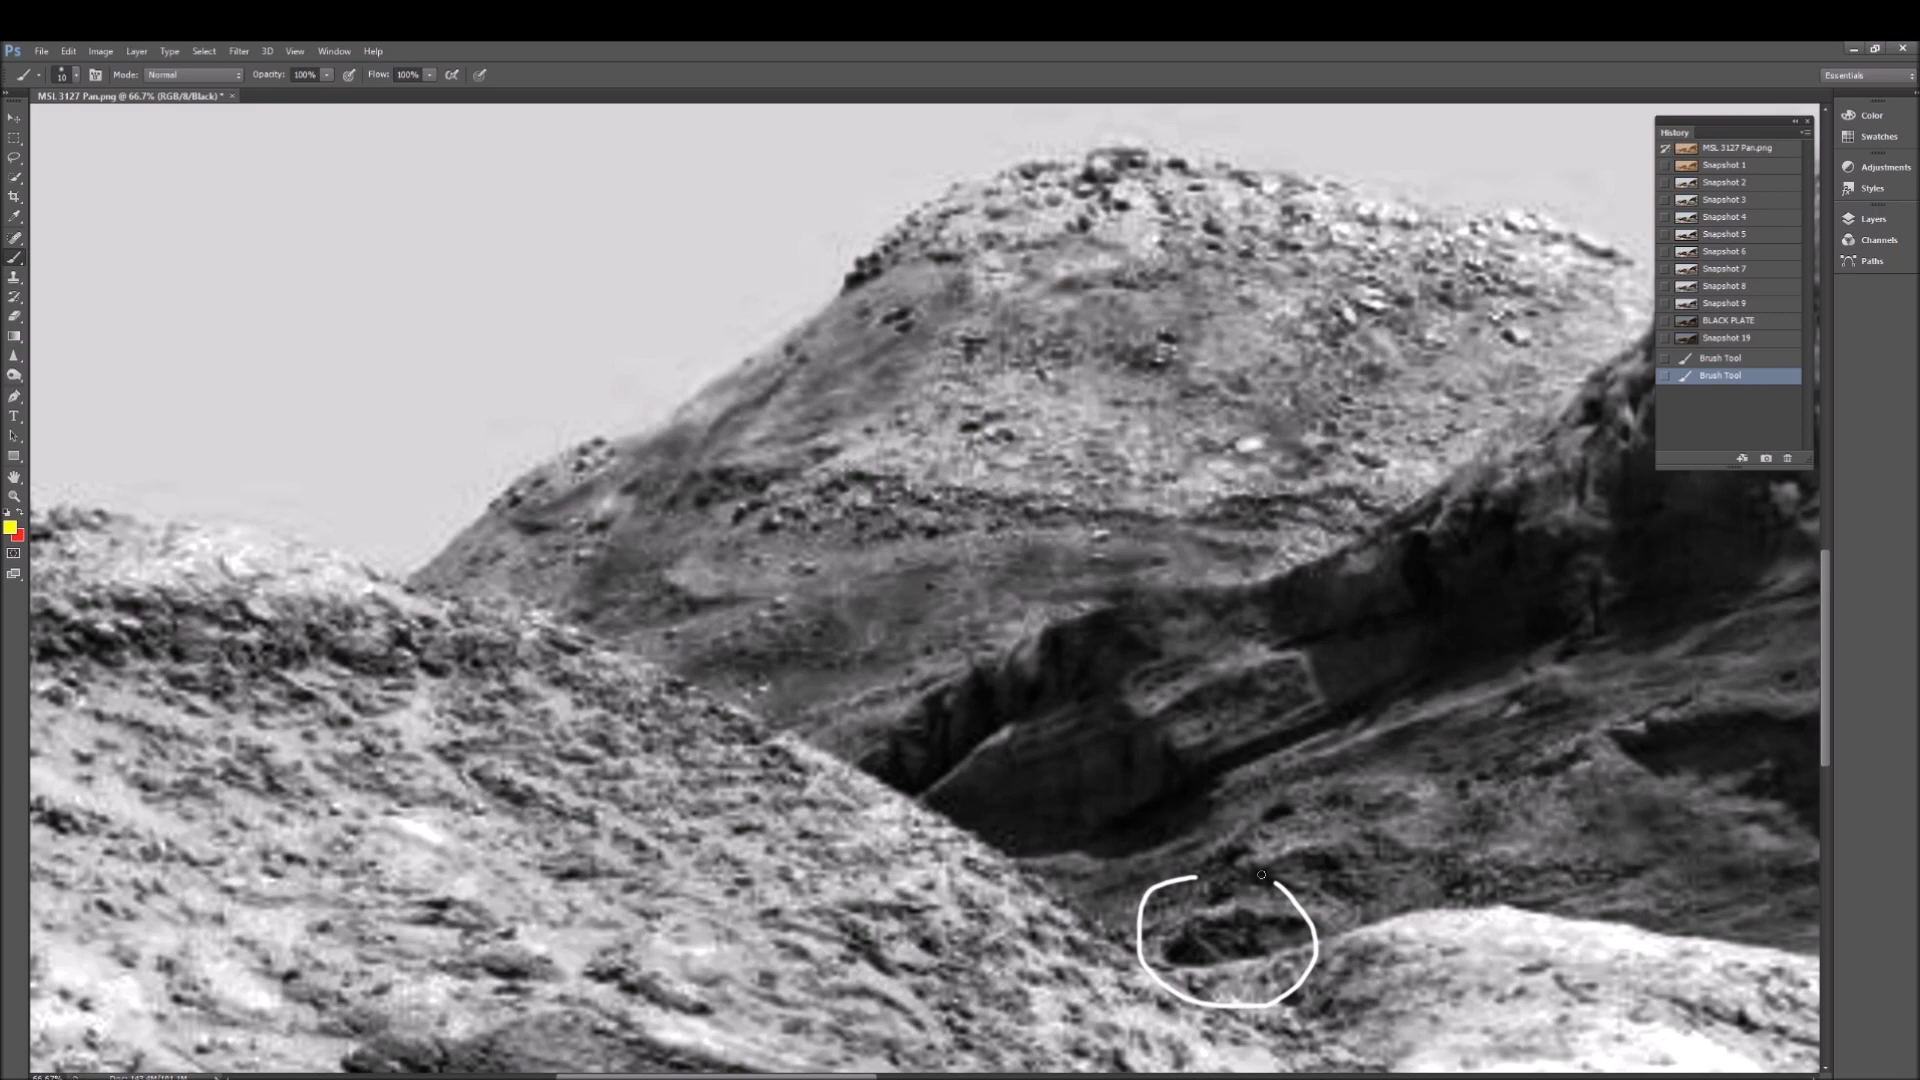 Ps File Edit Image Layer Type Select Filter 3D View Window Help
10 Mode: Normal Opacity: 100% Flow: 100% Essentials
MSL 3127 Pan.png @ 66.7% (RGB/8/Black) * ×
History
MSL 3127 Pan.png
Snapshot 1
Snapshot 2
Snapshot 3
Snapshot 4
Snapshot 5
Snapshot 6
Snapshot 7
Snapshot 8
Snapshot 9
BLACK PLATE
Snapshot 19
Brush Tool
Brush Tool
Color
Swatches
Adjustments
Styles
Layers
Channels
Paths